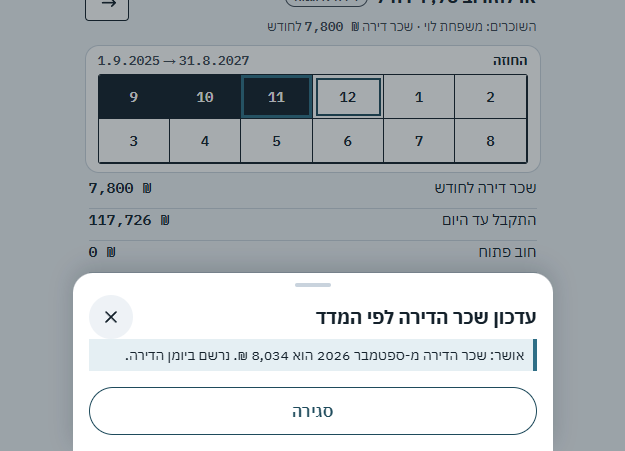 השוכרים: משפחת לוי · שכר דירה ₪ 7,800 לחודש
החוזה
1.9.2025 → 31.8.2027
9 10 11 12 1 2
3 4 5 6 7 8
שכר דירה לחודש
7,800 ₪
התקבל עד היום
117,726 ₪
חוב פתוח
0 ₪
עדכון שכר הדירה לפי המדד
אושר: שכר הדירה מ-ספטמבר 2026 הוא 8,034 ₪. נרשם ביומן הדירה.
סגירה